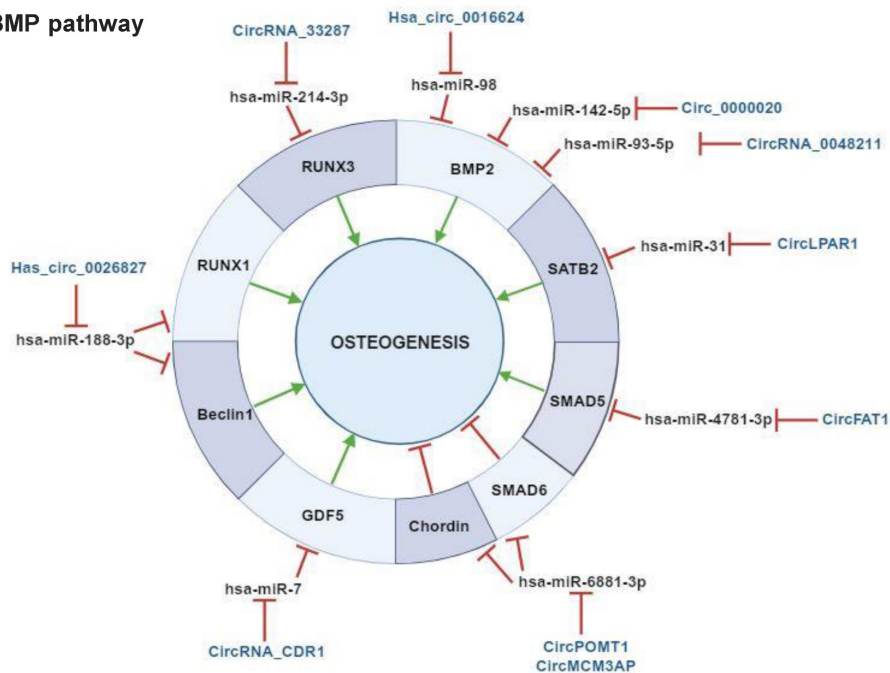 BMP pathway
CircRNA_33287
Hsa_circ_0016624
hsa-miR-214-3p
hsa-miR-98
hsa-miR-142-5p
Circ_0000020
hsa-miR-93-5p
CircRNA_0048211
RUNX3
BMP2
RUNX1
SATB2
hsa-miR-31
CircLPAR1
Has_circ_0026827
hsa-miR-188-3p
OSTEOGENESIS
Beclin1
SMAD5
hsa-miR-4781-3p
CircFAT1
GDF5
Chordin
SMAD6
hsa-miR-7
hsa-miR-6881-3p
CircRNA_CDR1
CircPOMT1
CircMCM3AP